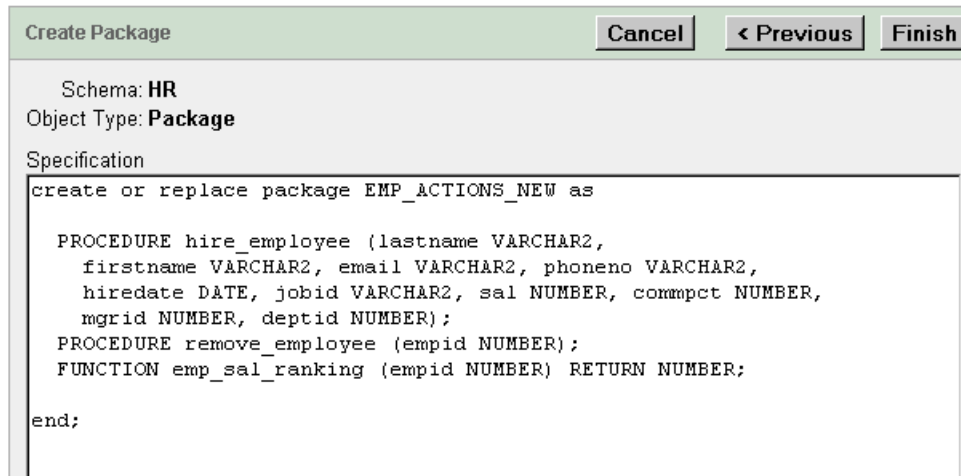 Create Package
Cancel
< Previous
Finish
Schema: HR
Object Type: Package
Specification
create or replace package EMP_ACTIONS_NEW as
PROCEDURE hire_employee (lastname VARCHAR2,
firstname VARCHAR2, email VARCHAR2, phoneno VARCHAR2,
hiredate DATE, jobid VARCHAR2, sal NUMBER, commpct NUMBER,
mgrid NUMBER, deptid NUMBER);
PROCEDURE remove_employee (empid NUMBER);
FUNCTION emp_sal_ranking (empid NUMBER) RETURN NUMBER;
end;